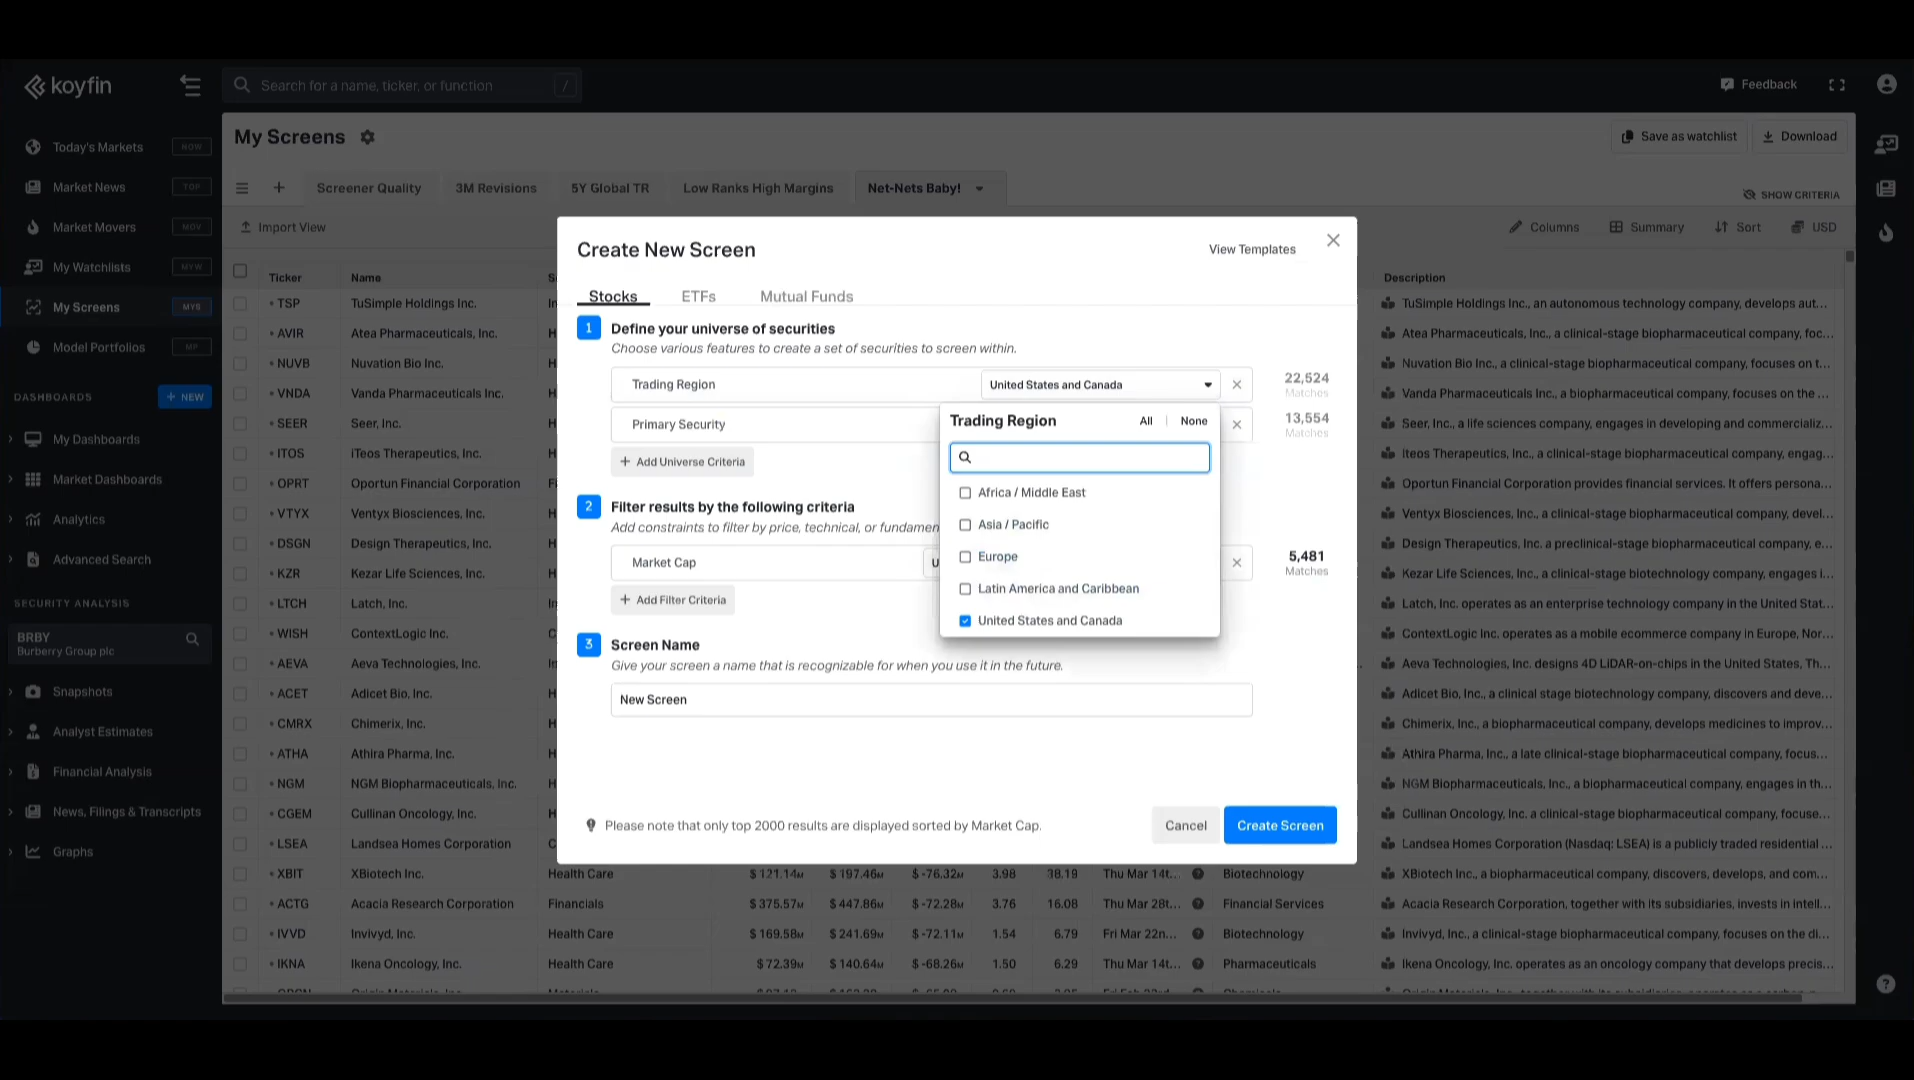 koyfin
Search for a name, ticker, or function /
Feedback
Today's Markets NOW
Market News TOP
Market Movers MOV
My Watchlists MYW
My Screens MYS
Model Portfolios MP
DASHBOARDS + NEW
My Dashboards
Market Dashboards
Analytics
Advanced Search
SECURITY ANALYSIS
BRBY
Burberry Group plc
Snapshots
Analyst Estimates
Financial Analysis
News, Filings & Transcripts
Graphs
My Screens
Save as watchlist
Download
Screener Quality
3M Revisions
5Y Global TR
Low Ranks High Margins
Net-Nets Baby!
SHOW CRITERIA
Import View
Columns
Summary
Sort
USD
Create New Screen
View Templates
Stocks
ETFs
Mutual Funds
1 Define your universe of securities
Choose various features to create a set of securities to screen within.
Trading Region
United States and Canada
22,524
Matches
Primary Security
13,554
Matches
+ Add Universe Criteria
Trading Region
All | None
Africa / Middle East
Asia / Pacific
Europe
Latin America and Caribbean
United States and Canada
2 Filter results by the following criteria
Add constraints to filter by price, technical, or fundamen
Market Cap
U
5,481
Matches
+ Add Filter Criteria
3 Screen Name
Give your screen a name that is recognizable for when you use it in the future.
New Screen
Please note that only top 2000 results are displayed sorted by Market Cap.
Cancel
Create Screen
Ticker Name S Description
TSP TuSimple Holdings Inc. In TuSimple Holdings Inc., an autonomous technology company, develops aut...
AVIR Atea Pharmaceuticals, Inc. H Atea Pharmaceuticals, Inc., a clinical-stage biopharmaceutical company, foc...
NUVB Nuvation Bio Inc. H Nuvation Bio Inc., a clinical-stage biopharmaceutical company, focuses on t...
VNDA Vanda Pharmaceuticals Inc. H Vanda Pharmaceuticals Inc., a biopharmaceutical company, focuses on the ...
SEER Seer, Inc. H Seer, Inc., a life sciences company, engages in developing and commercializ...
ITOS iTeos Therapeutics, Inc. H iteos Therapeutics, Inc., a clinical-stage biopharmaceutical company, engag...
OPRT Oportun Financial Corporation Fi Oportun Financial Corporation provides financial services. It offers persona...
VTYX Ventyx Biosciences, Inc. H Ventyx Biosciences, Inc., a clinical-stage biopharmaceutical company, devel...
DSGN Design Therapeutics, Inc. H Design Therapeutics, Inc. a preclinical-stage biopharmaceutical company, e...
KZR Kezar Life Sciences, Inc. H Kezar Life Sciences, Inc., a clinical-stage biotechnology company, engages i...
LTCH Latch, Inc. In Latch, Inc. operates as an enterprise technology company in the United Stat...
WISH ContextLogic Inc. C ContextLogic Inc. operates as a mobile ecommerce company in Europe, Nor...
AEVA Aeva Technologies, Inc. In Aeva Technologies, Inc. designs 4D LiDAR-on-chips in the United States, Th...
ACET Adicet Bio, Inc. H Adicet Bio, Inc., a clinical stage biotechnology company, discovers and deve...
CMRX Chimerix, Inc. H Chimerix, Inc., a biopharmaceutical company, develops medicines to improv...
ATHA Athira Pharma, Inc. H Athira Pharma, Inc., a late clinical-stage biopharmaceutical company, focus...
NGM NGM Biopharmaceuticals, Inc. H NGM Biopharmaceuticals, Inc., a biopharmaceutical company, engages in th...
CGEM Cullinan Oncology, Inc. H Cullinan Oncology, Inc., a clinical-stage biopharmaceutical company, focuse...
LSEA Landsea Homes Corporation C Landsea Homes Corporation (Nasdaq: LSEA) is a publicly traded residential ...
XBIT XBiotech Inc. Health Care $ 121.14M $ 197.46M $ -76.32M 3.98 38.19 Thu Mar 14t... Biotechnology XBiotech Inc., a biopharmaceutical company, discovers, develops, and com...
ACTG Acacia Research Corporation Financials $ 375.57M $ 447.86M $ -72.28M 3.76 16.08 Thu Mar 28t... Financial Services Acacia Research Corporation, together with its subsidiaries, invests in intell...
IVVD Invivyd, Inc. Health Care $ 169.58M $ 241.69M $ -72.11M 1.54 6.79 Fri Mar 22n... Biotechnology Invivyd, Inc., a clinical-stage biopharmaceutical company, focuses on the di...
IKNA Ikena Oncology, Inc. Health Care $ 72.39M $ 140.64M $ -68.26M 1.50 6.29 Thu Mar 14t... Pharmaceuticals Ikena Oncology, Inc. operates as an oncology company that develops precis...